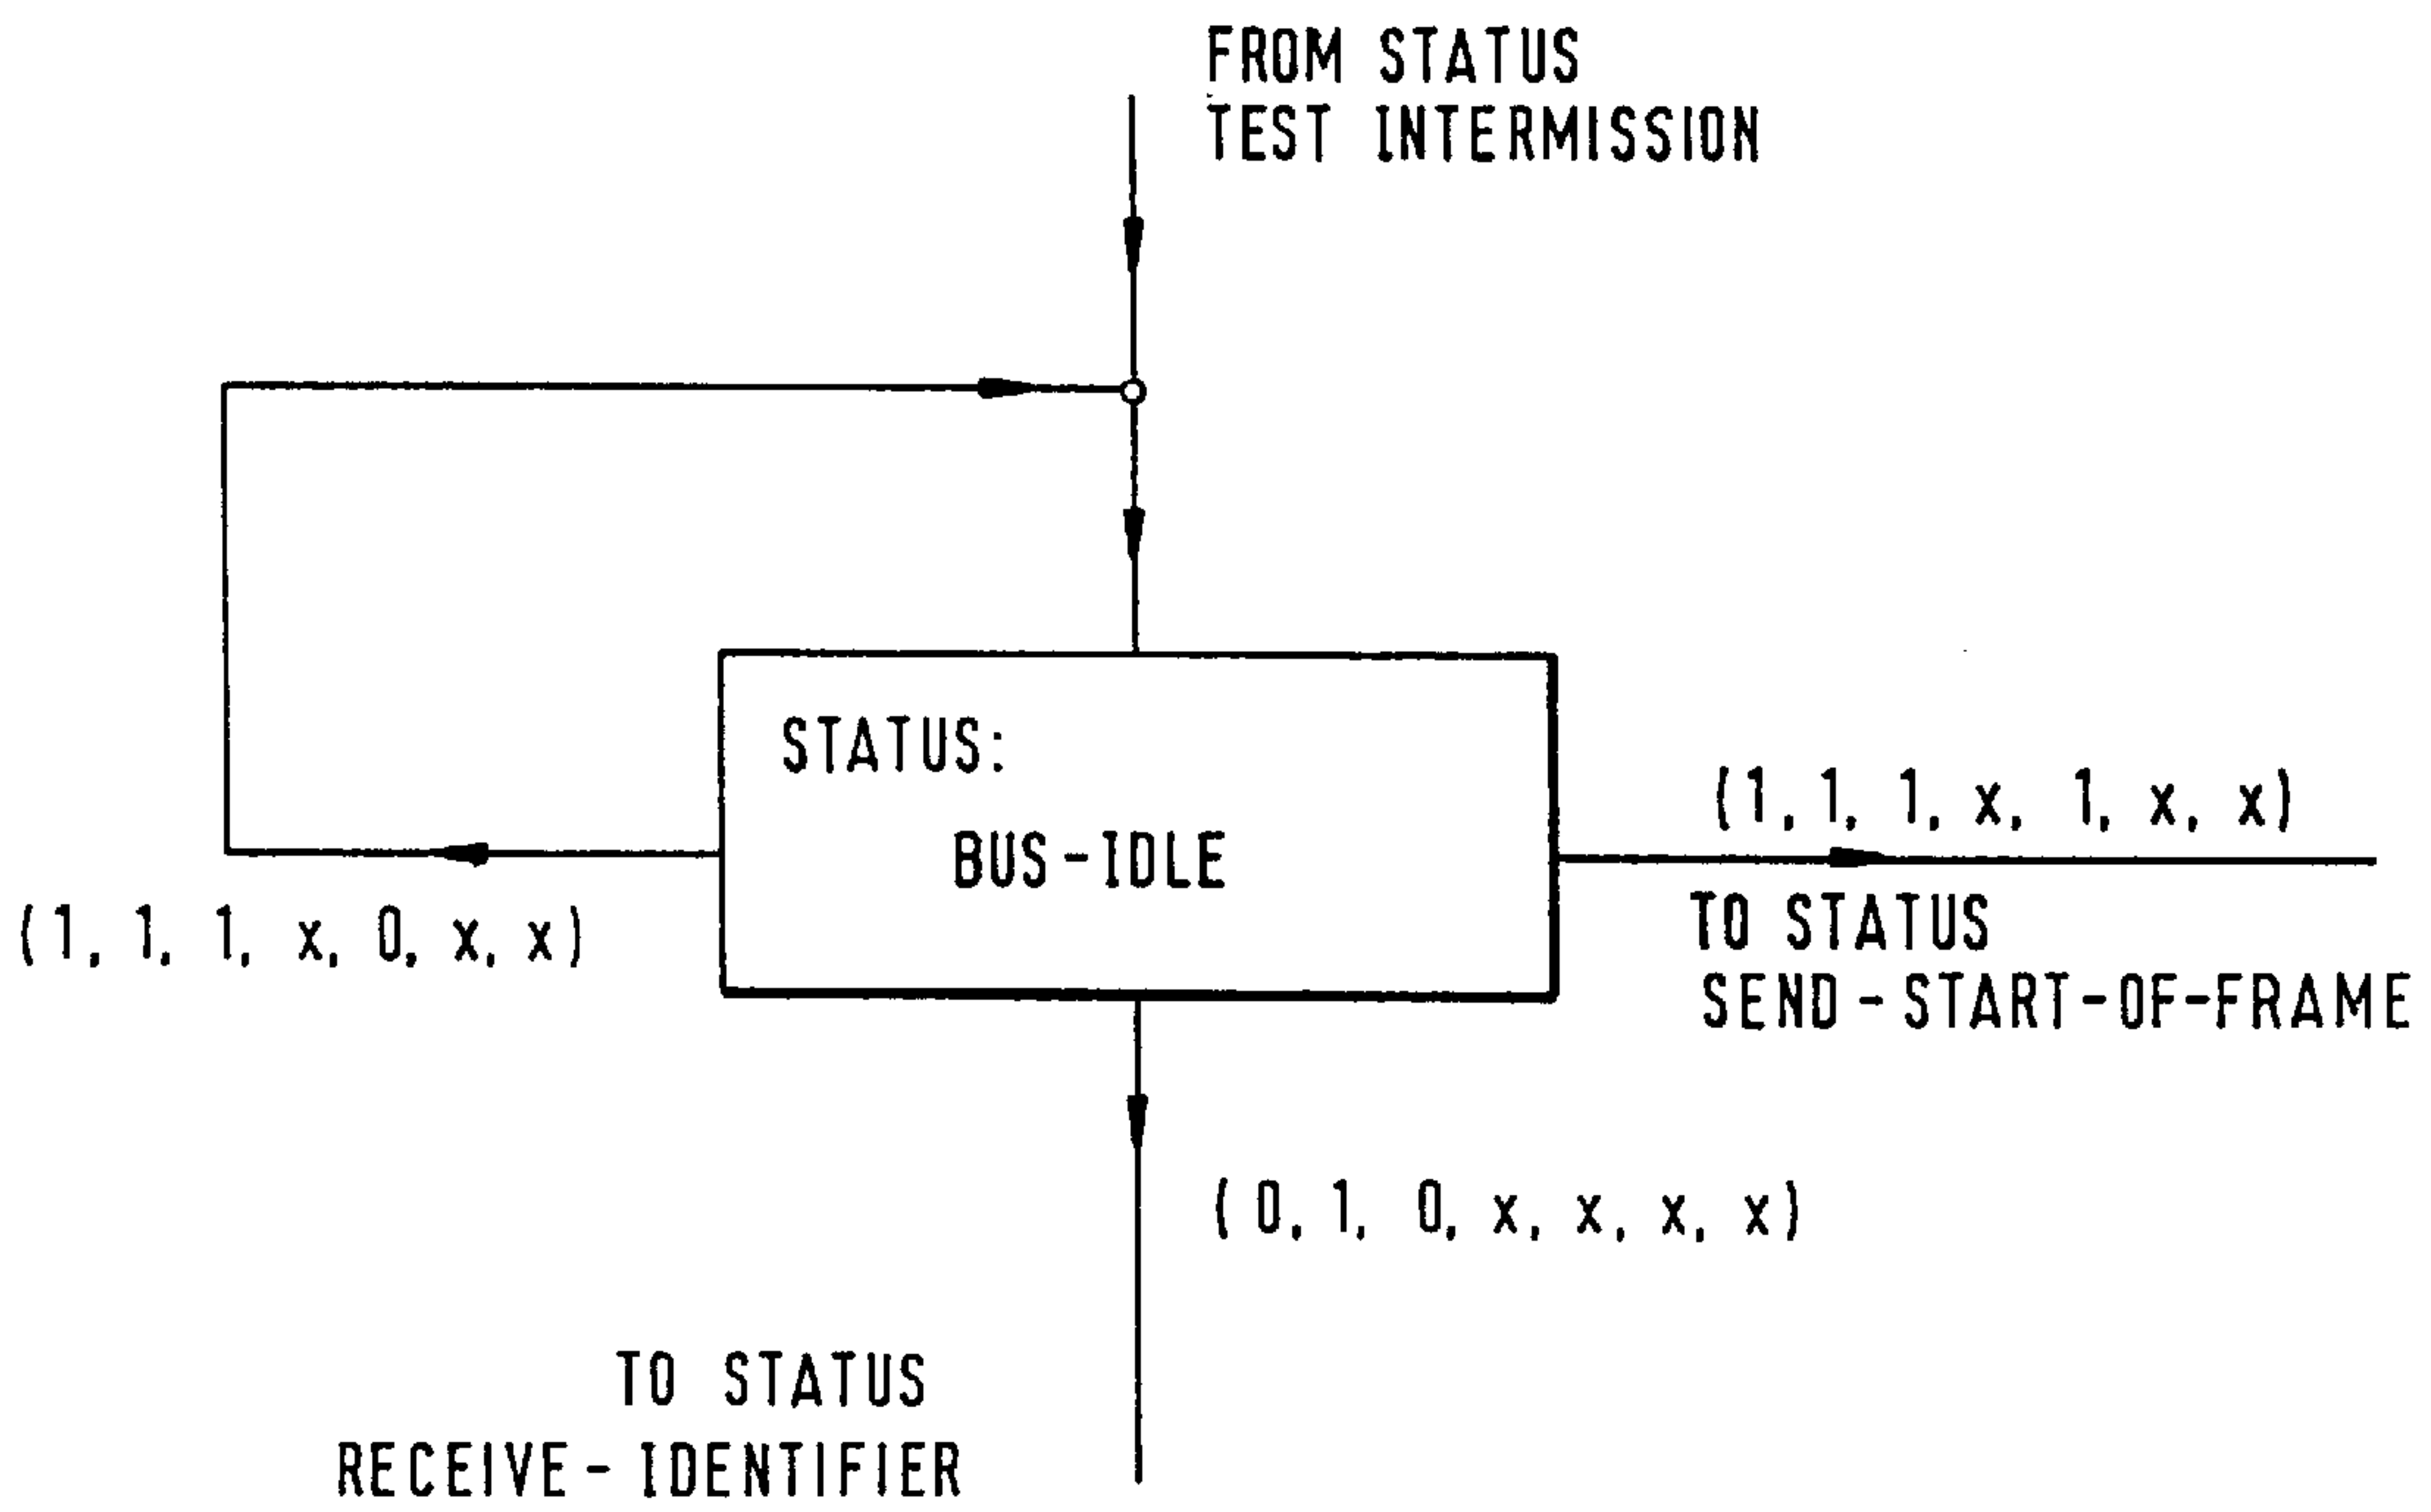 FROM STATUS
TEST INTERMISSION
STATUS:
BUS-IDLE
(1, 1, 1, x, 1, x, x)
(1, 1, 1, x, 0, x, x)
TO STATUS
SEND-START-OF-FRAME
(0, 1, 0, x, x, x, x)
TO STATUS
RECEIVE-IDENTIFIER